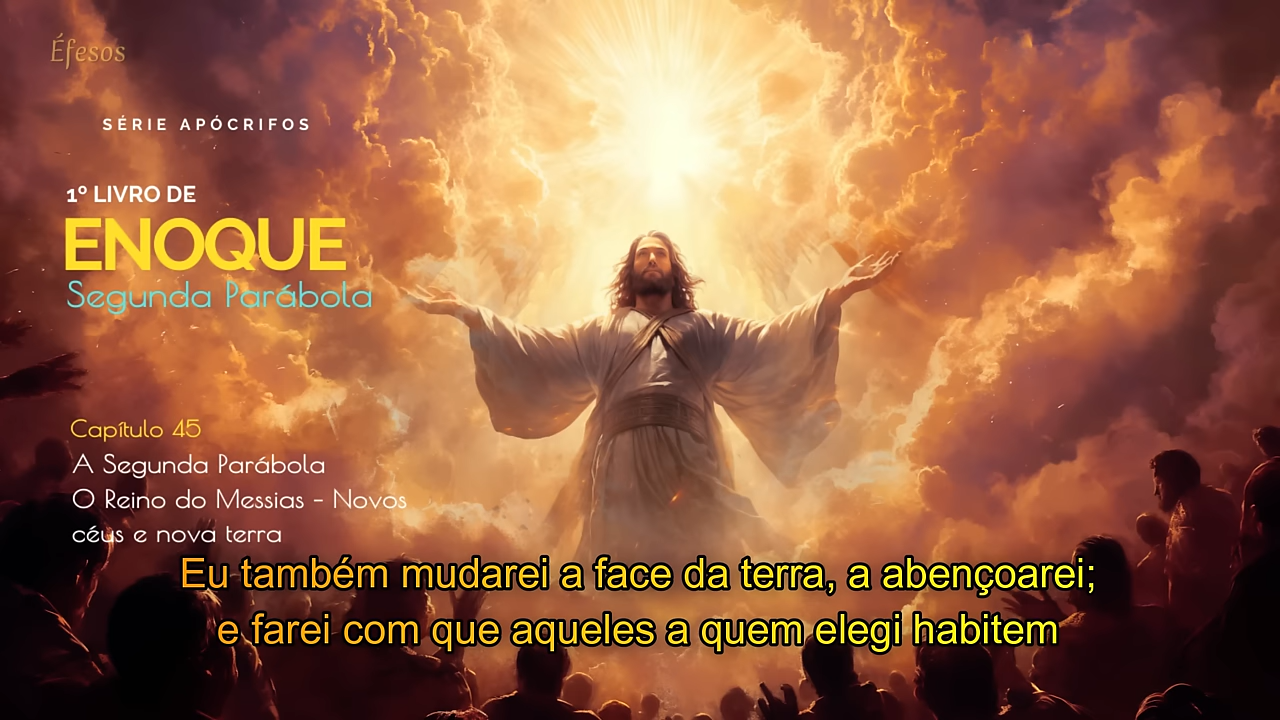 Éfesos
SÉRIE APÓCRIFOS
1º LIVRO DE
ENOQUE
Segunda Parábola
Capítulo 45
A Segunda Parábola
O Reino do Messias - Novos
céus e nova terra
Eu também mudarei a face da terra, a abençoarei;
e farei com que aqueles a quem elegi habitem